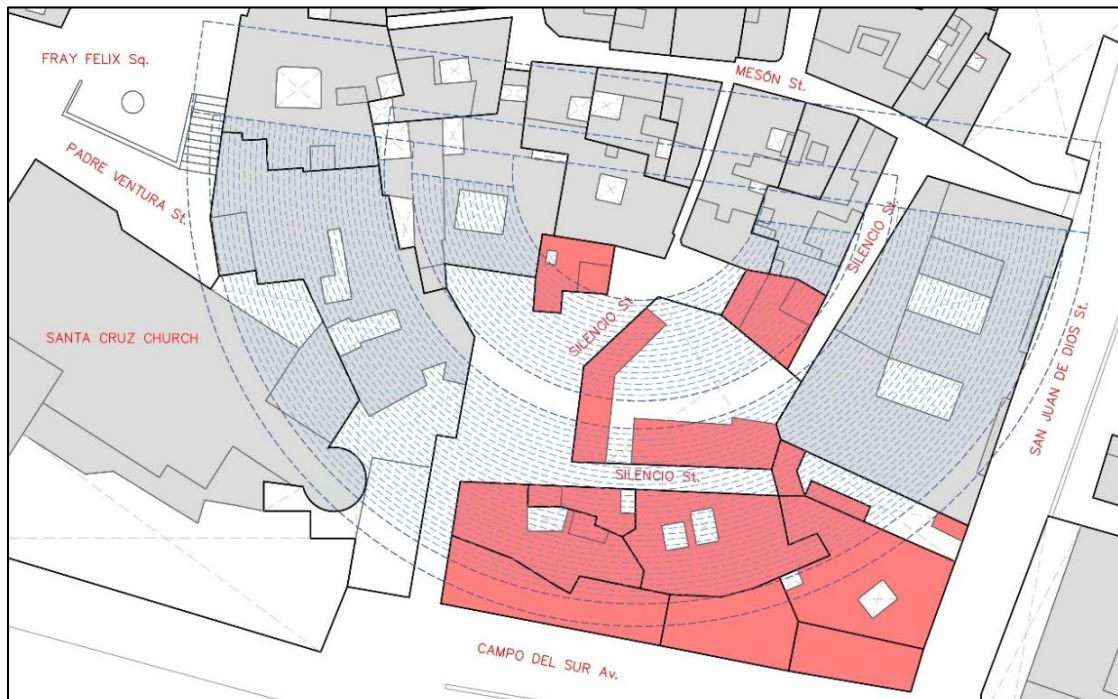 FRAY FELIX Sq.
MESÓN St.
PADRE VENTURA St.
SILENCIO St.
SANTA CRUZ CHURCH
SILENCIO St.
SAN JUAN DE DIOS St.
SILENCIO St.
CAMPO DEL SUR Av.